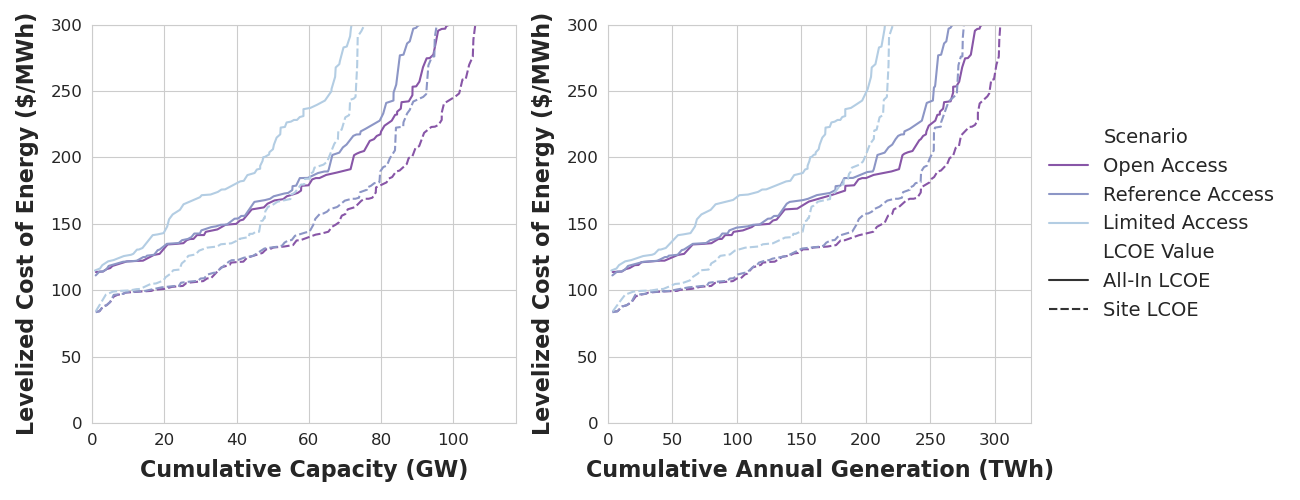 Levelized Cost of Energy ($/MWh)
300
250
200
150
100
50
0
0 20 40 60 80 100
Cumulative Capacity (GW)
Levelized Cost of Energy ($/MWh)
300
250
200
150
100
50
0
0 50 100 150 200 250 300
Cumulative Annual Generation (TWh)
Scenario
Open Access
Reference Access
Limited Access
LCOE Value
All-In LCOE
Site LCOE